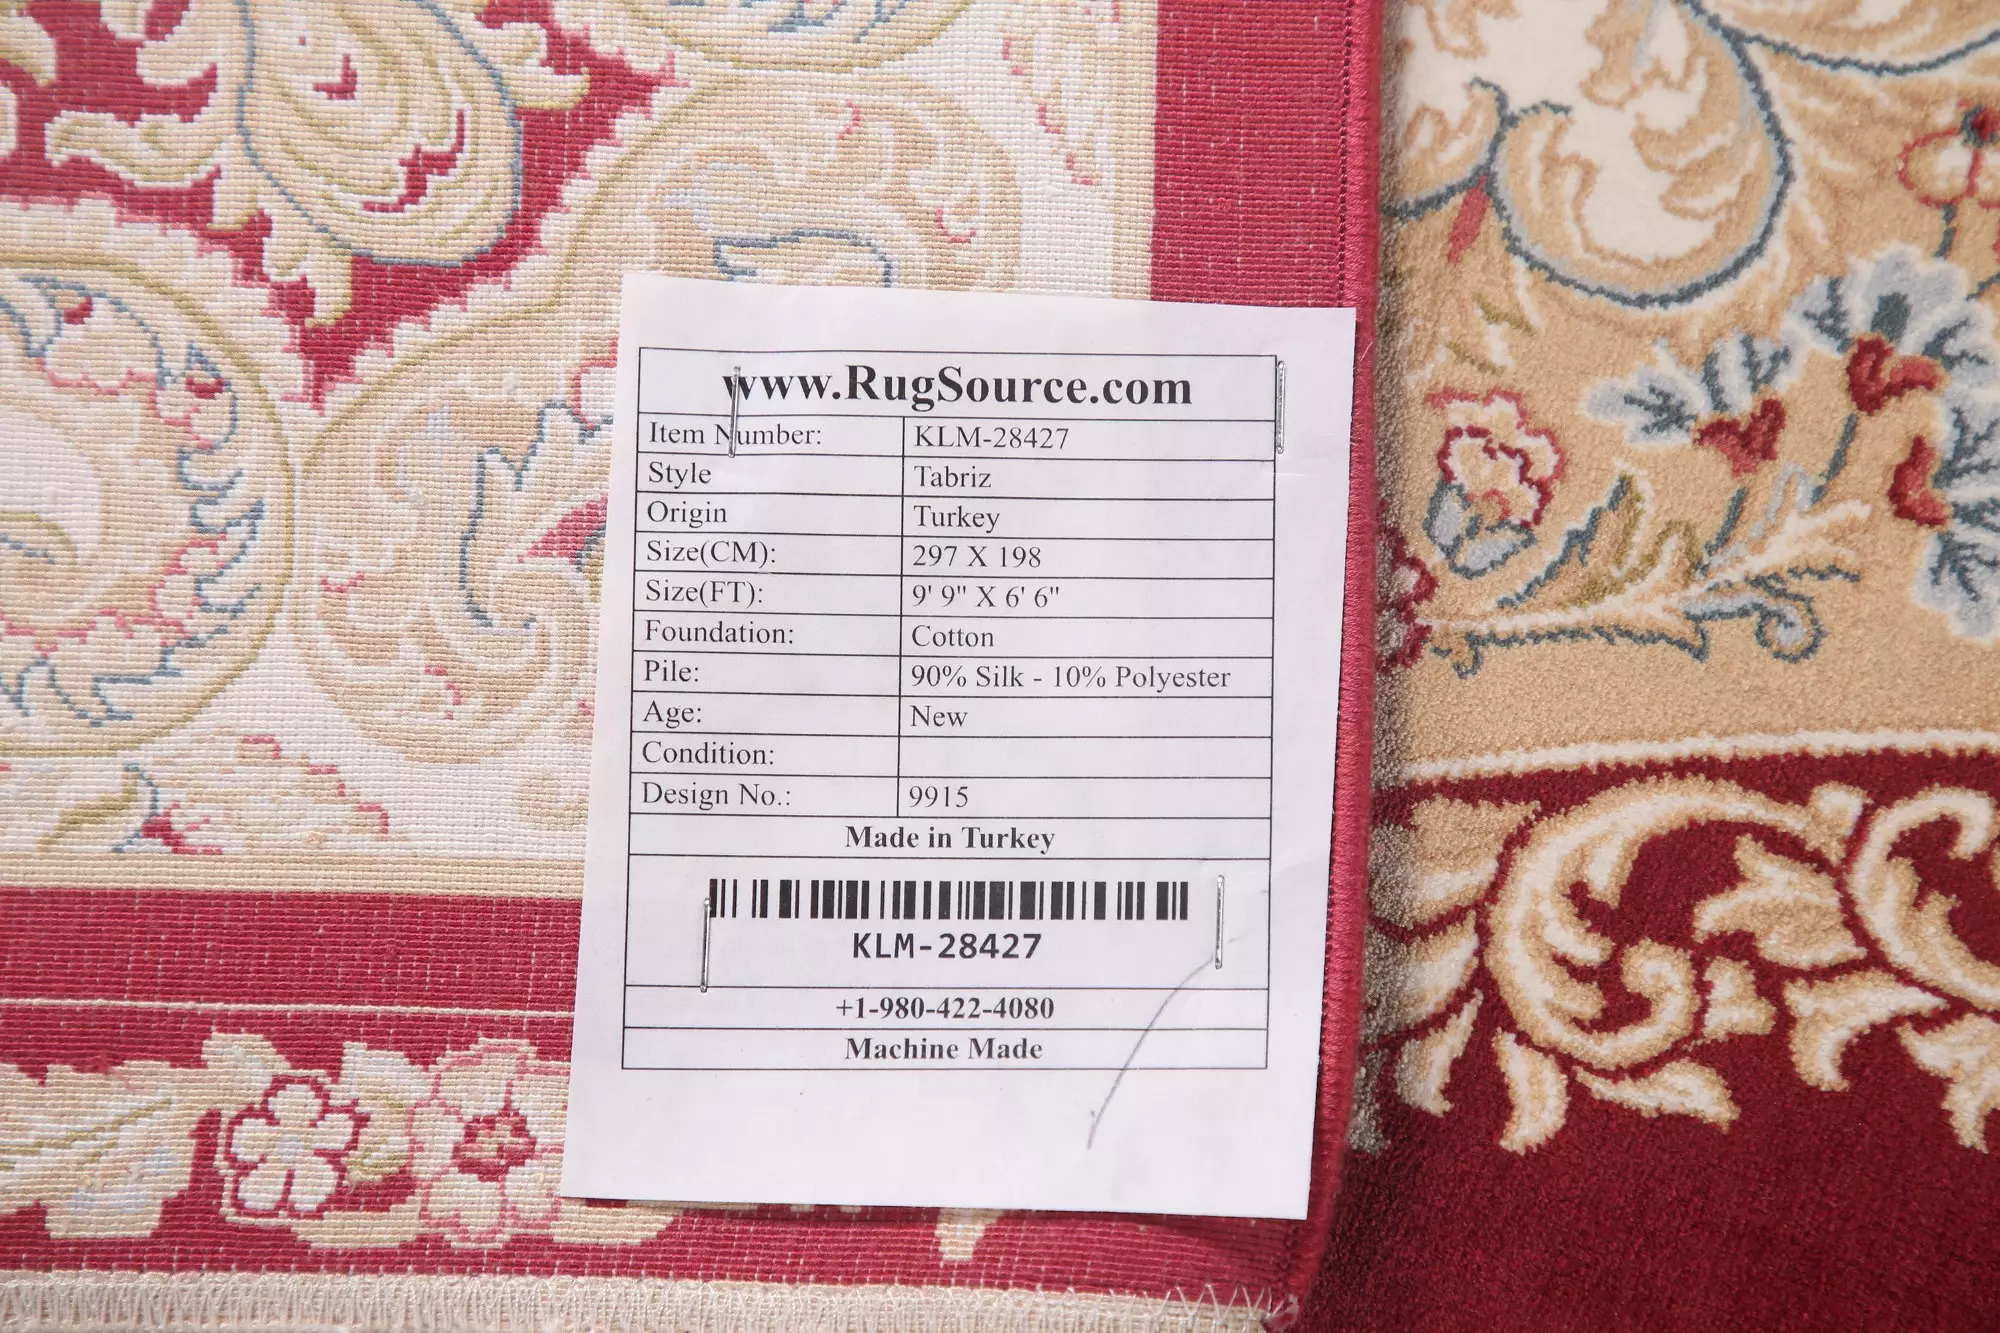 www.RugSource.com
Item Number: KLM-28427
Style Tabriz
Origin Turkey
Size(CM): 297 X 198
Size(FT): 9' 9" X 6' 6"
Foundation: Cotton
Pile: 90% Silk - 10% Polyester
Age: New
Condition:
Design No.: 9915
Made in Turkey
KLM-28427
+1-980-422-4080
Machine Made